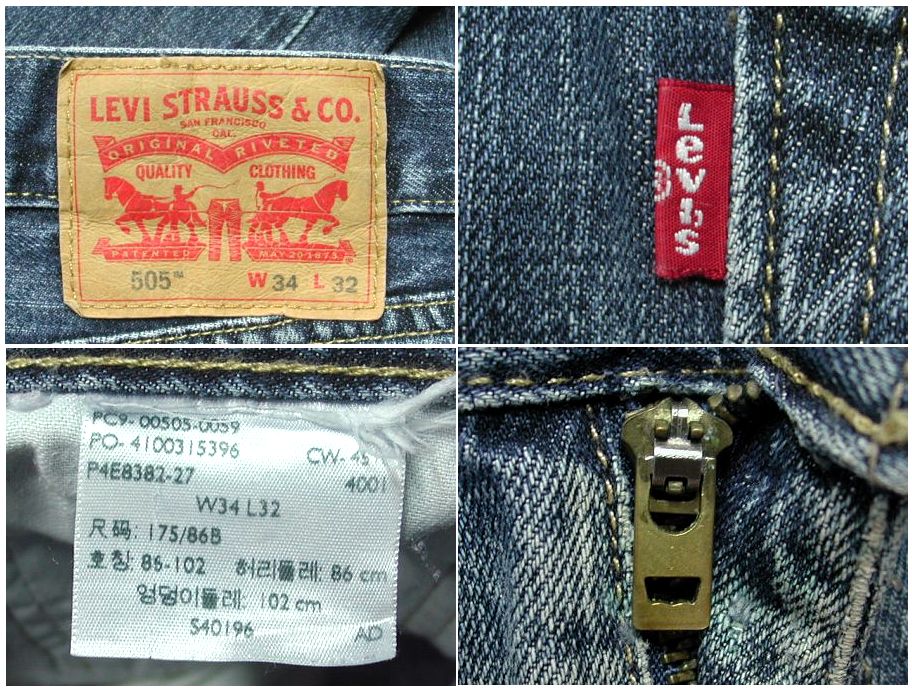 LEVI STRAUSS & CO.
SAN FRANCISCO
CAL.
ORIGINAL RIVETED
QUALITY CLOTHING
PATENTED MAY 20 1873
505™ W 34 L 32
Levi's
®
PC9-00505-0059
PO-4100315396 CW-45
P4E8382-27 4001
W34 L32
尺码: 175/86B
호칭: 86-102 허리둘레: 86 cm
엉덩이둘레: 102 cm
S40196 AD